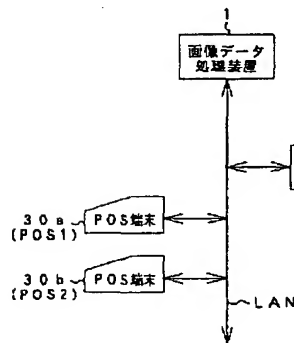 1
画像データ
処理装置
30a
(POS1)
POS端末
30b
(POS2)
POS端末
LAN